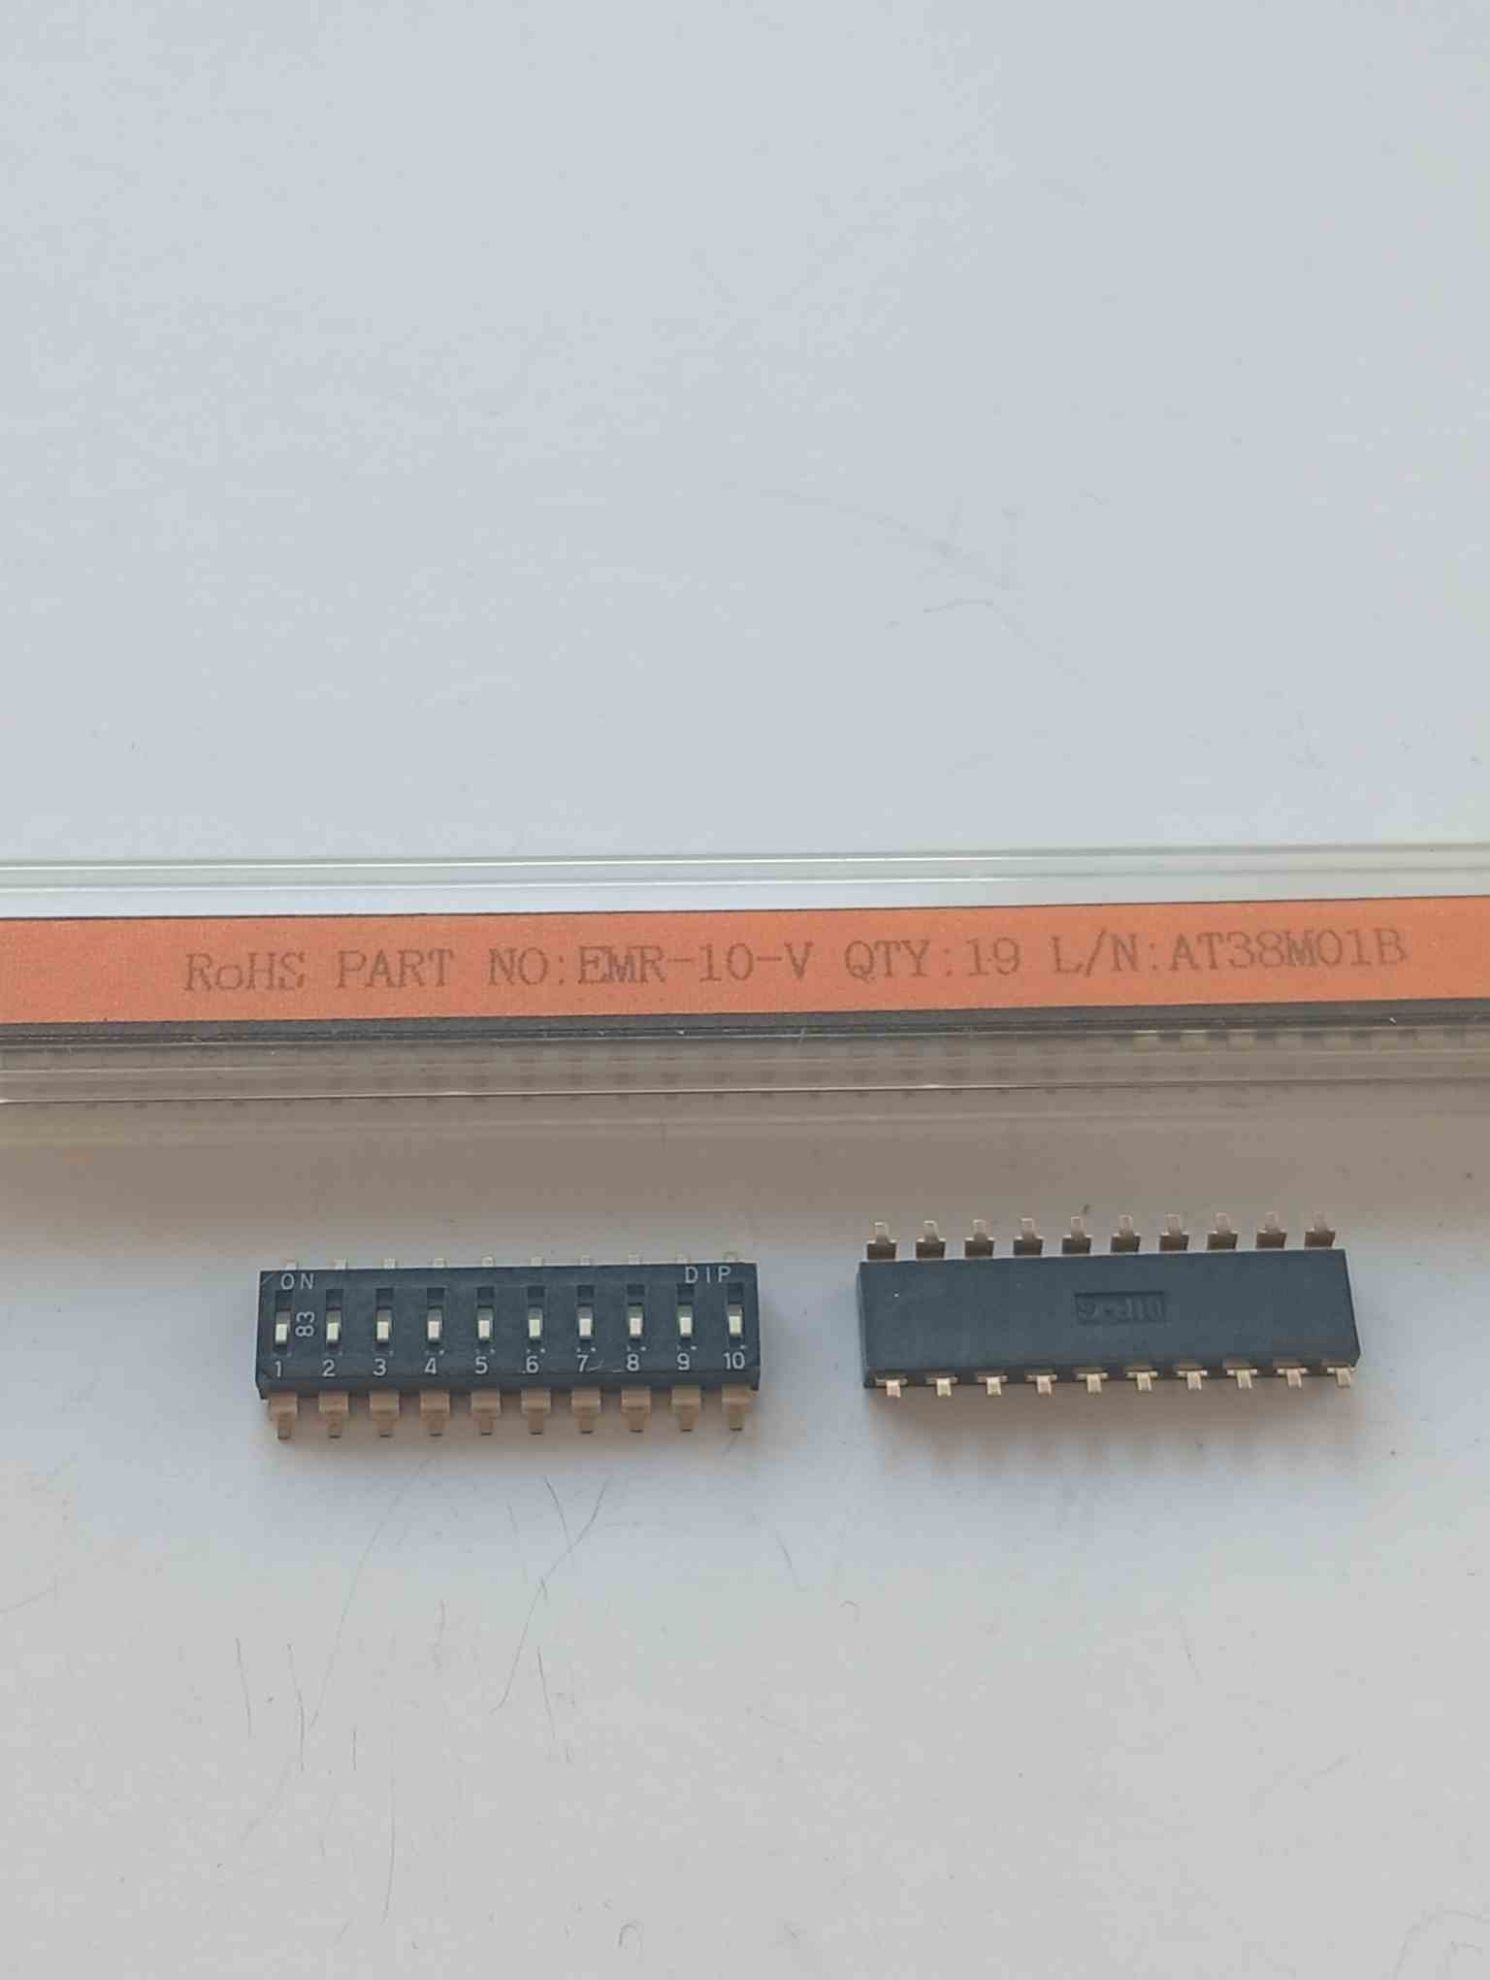 RoHS PART NO:EMR-10-V QTY:19 L/N:AT38M01B
ON DIP
83
1 2 3 4 5 6 7 8 9 10